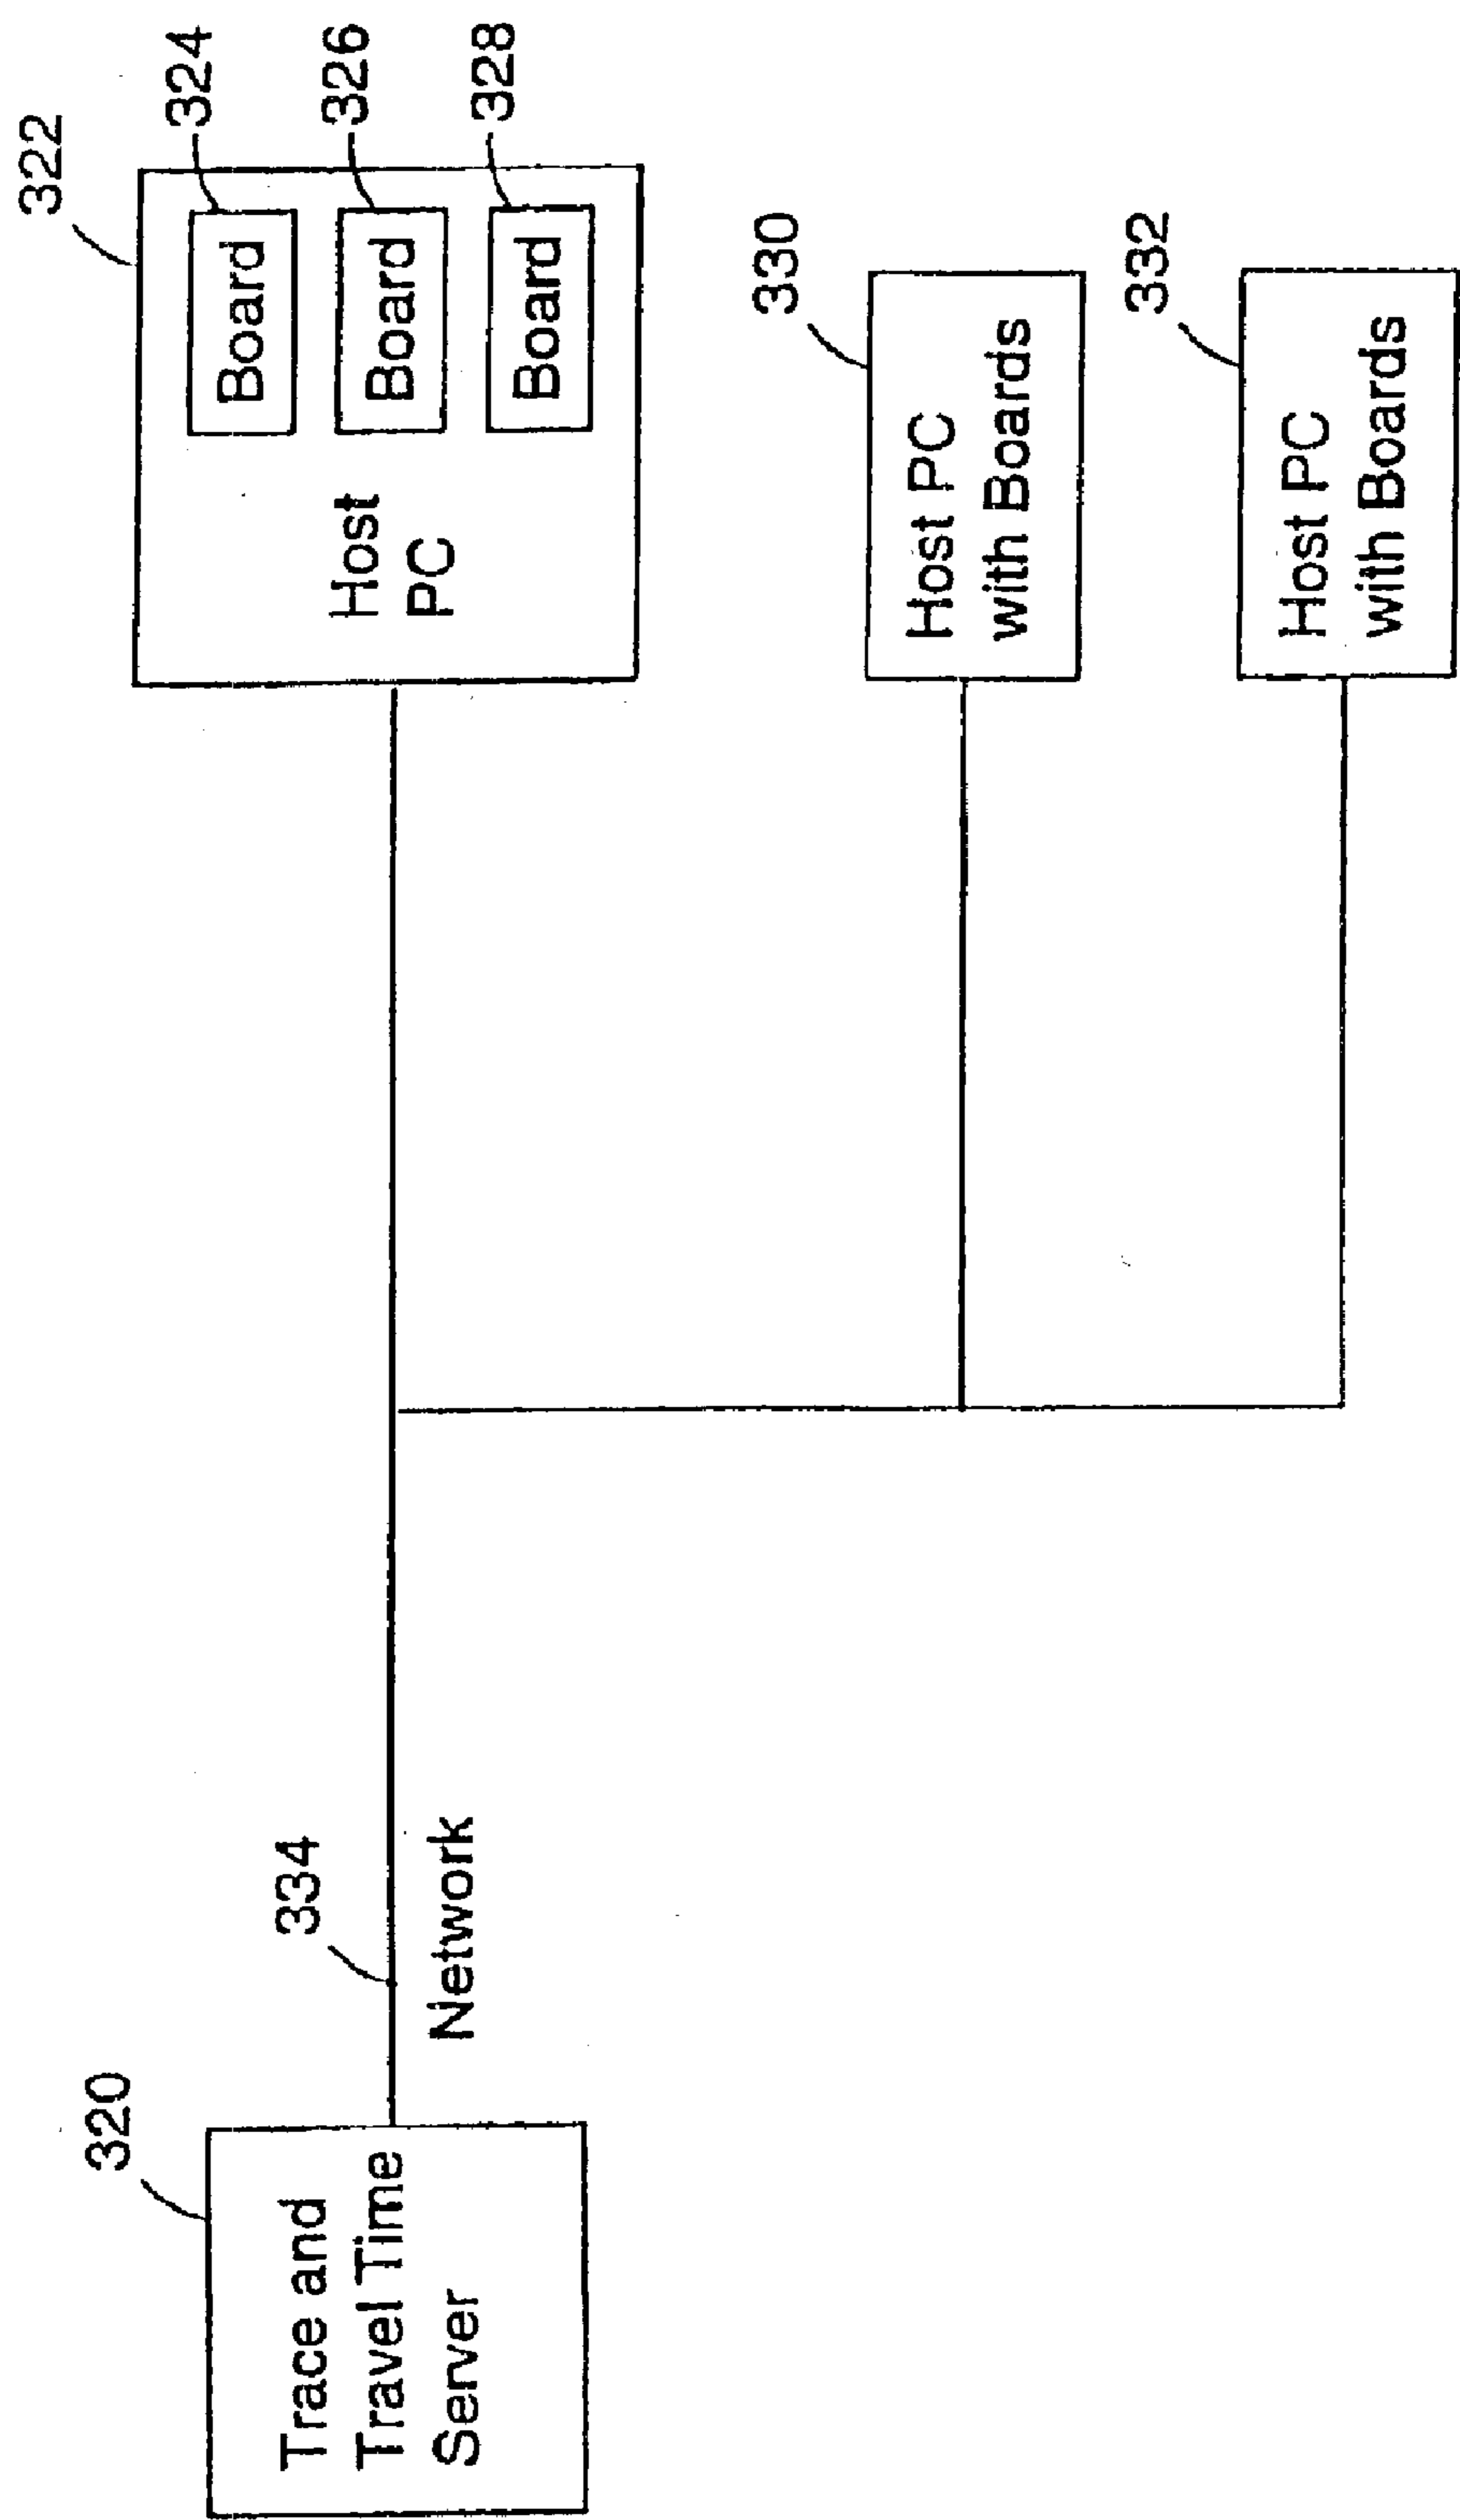 320
Trace and
Travel Time
Server
334
Network
322
Host
PC
Board
324
Board
326
Board
328
330
Host PC
with Boards
332
Host PC
with Boards